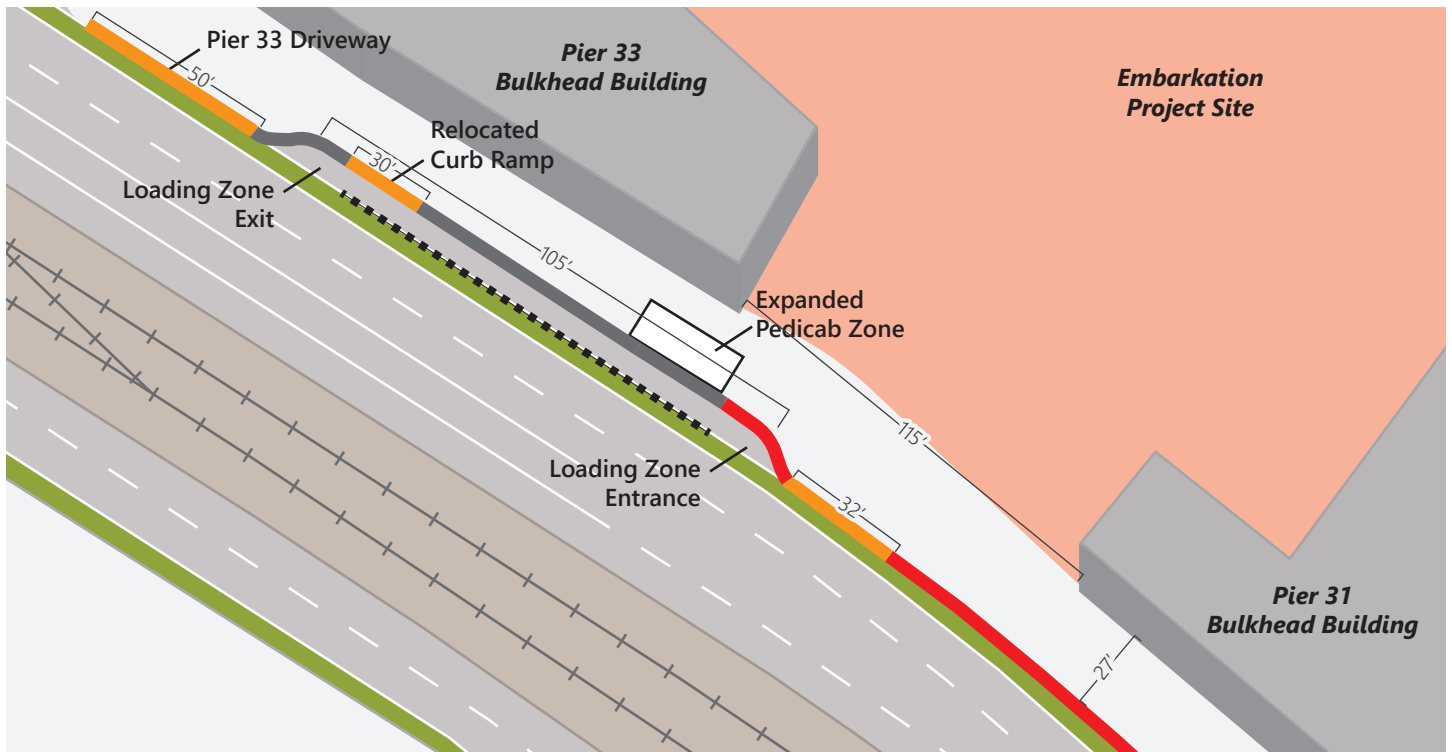 Pier 33 Driveway
50’
Pier 33
Bulkhead Building
Embarkation
Project Site
Relocated
Curb Ramp
30’
Loading Zone
Exit
105’
Expanded
Pedicab Zone
115’
Loading Zone
Entrance
32’
Pier 31
Bulkhead Building
27’